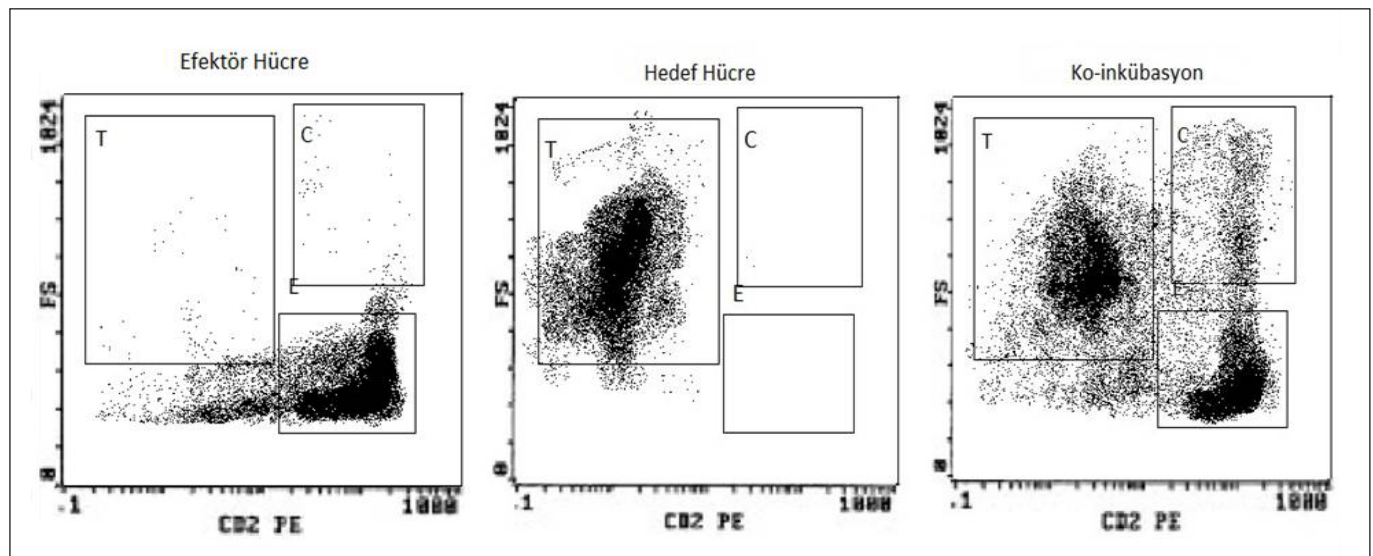 Efektör Hücre
1024
T
C
E
FS
0
.1
1000
CD2 PE
Hedef Hücre
1024
T
C
E
FS
0
.1
1000
CD2 PE
Ko-inkübasyon
1024
T
C
E
FS
0
.1
1000
CD2 PE